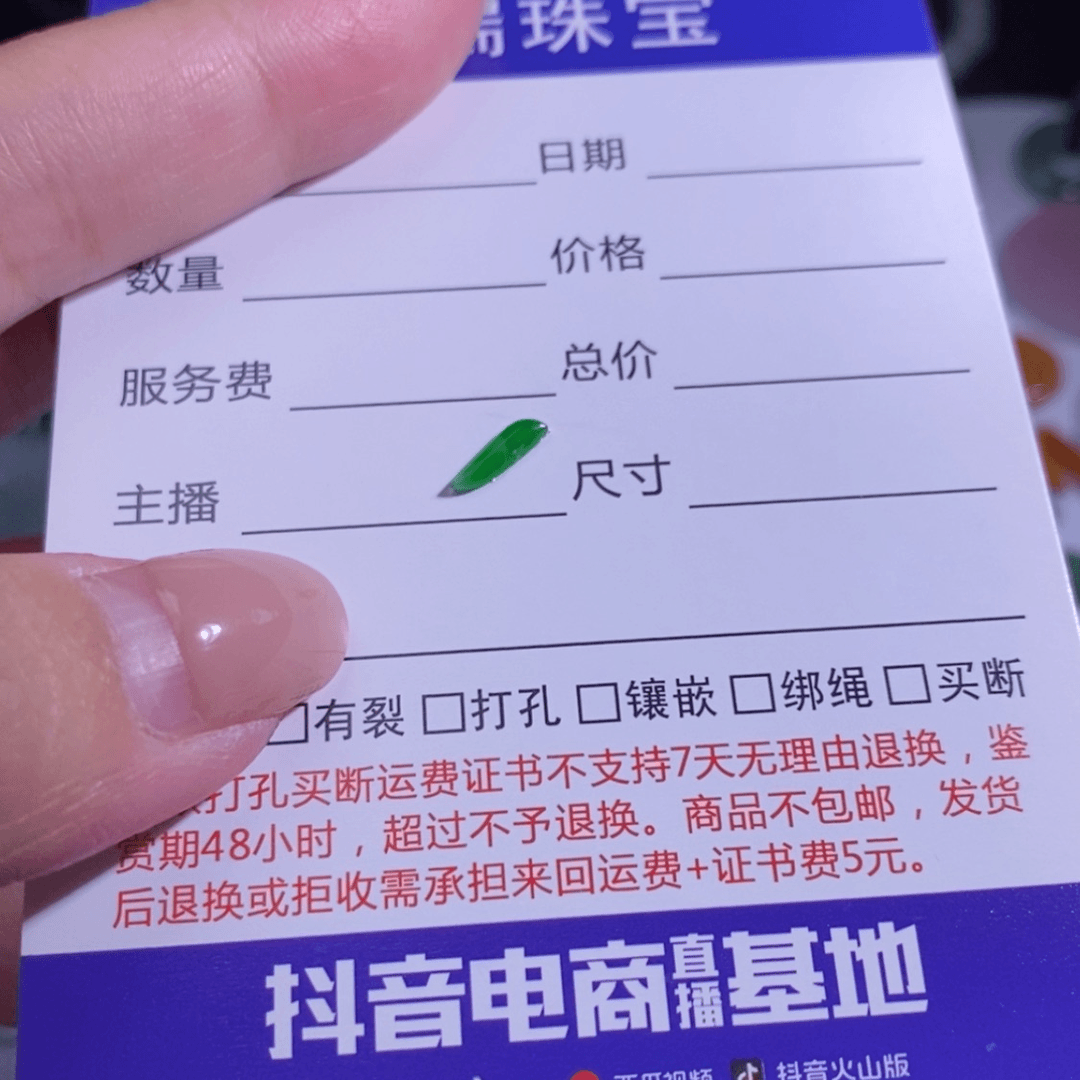 珠宝
日期
数量 价格
服务费 总价
主播 尺寸
□有裂 □打孔 □镶嵌 □绑绳 □买断
打孔买断运费证书不支持7天无理由退换，鉴
赏期48小时，超过不予退换。商品不包邮，发货
后退换或拒收需承担来回运费+证书费5元。
抖音电商直播基地
西瓜视频 抖音火山版